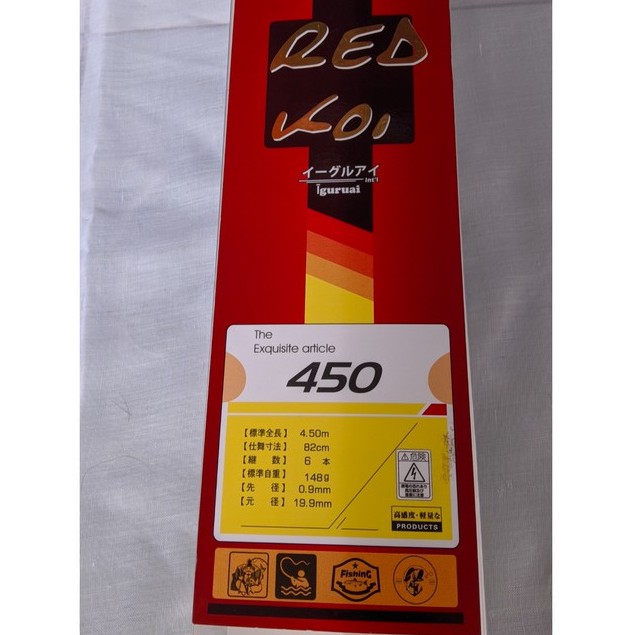 RED
KOI
イーグルアイ
int'l
Iguruai
The
Exquisite article
450
【標準全長】 4.50m
【仕舞寸法】 82cm
【継 数】 6 本
【標準自重】 148g
【先 径】 0.9mm
【元 径】 19.9mm
危険
高感度・軽量な
PRODUCTS
FishinG